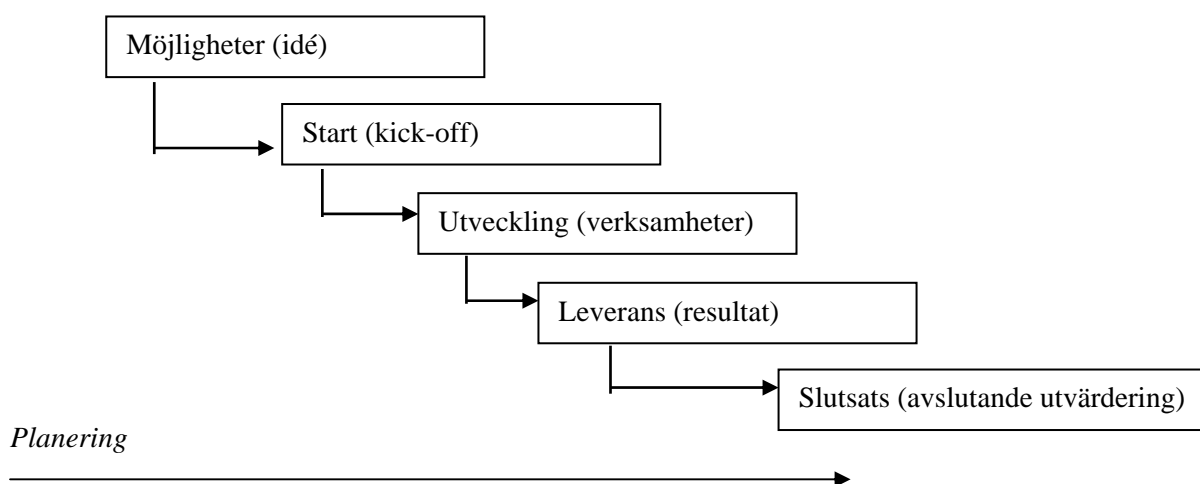 Möjligheter (idé)
Start (kick-off)
Utveckling (verksamheter)
Leverans (resultat)
Slutsats (avslutande utvärdering)
Planering